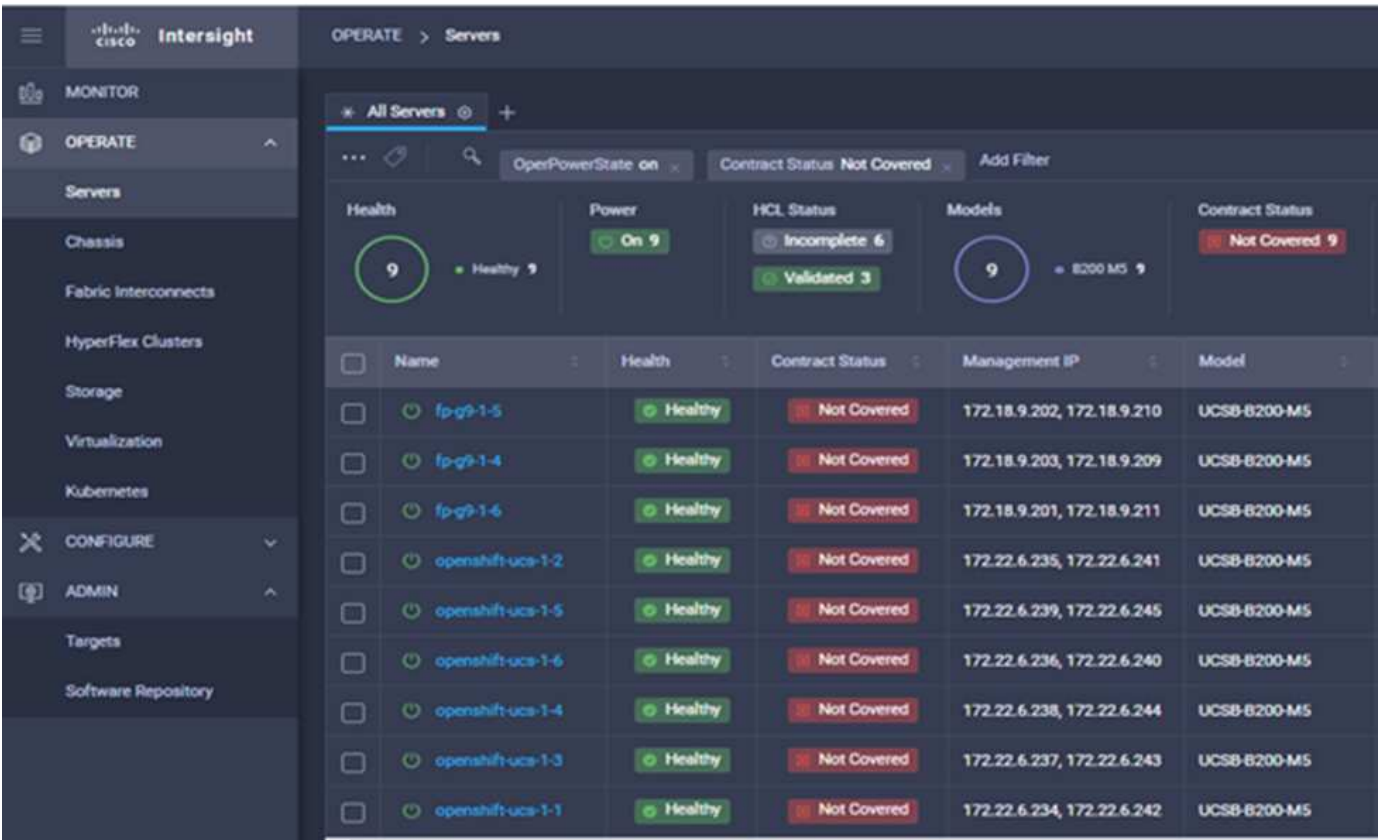 cisco Intersight
OPERATE > Servers
MONITOR
OPERATE
Servers
Chassis
Fabric Interconnects
HyperFlex Clusters
Storage
Virtualization
Kubernetes
CONFIGURE
ADMIN
Targets
Software Repository
All Servers
OperPowerState on × Contract Status Not Covered × Add Filter
Health Power HCL Status Models Contract Status
9 Healthy 9 On 9 Incomplete 6 Validated 3 9 B200 M5 9 Not Covered 9
Name Health Contract Status Management IP Model
fp-g9-1-5 Healthy Not Covered 172.18.9.202, 172.18.9.210 UCSB-B200-M5
fp-g9-1-4 Healthy Not Covered 172.18.9.203, 172.18.9.209 UCSB-B200-M5
fp-g9-1-6 Healthy Not Covered 172.18.9.201, 172.18.9.211 UCSB-B200-M5
openshift-ucs-1-2 Healthy Not Covered 172.22.6.235, 172.22.6.241 UCSB-B200-M5
openshift-ucs-1-5 Healthy Not Covered 172.22.6.239, 172.22.6.245 UCSB-B200-M5
openshift-ucs-1-6 Healthy Not Covered 172.22.6.236, 172.22.6.240 UCSB-B200-M5
openshift-ucs-1-4 Healthy Not Covered 172.22.6.238, 172.22.6.244 UCSB-B200-M5
openshift-ucs-1-3 Healthy Not Covered 172.22.6.237, 172.22.6.243 UCSB-B200-M5
openshift-ucs-1-1 Healthy Not Covered 172.22.6.234, 172.22.6.242 UCSB-B200-M5